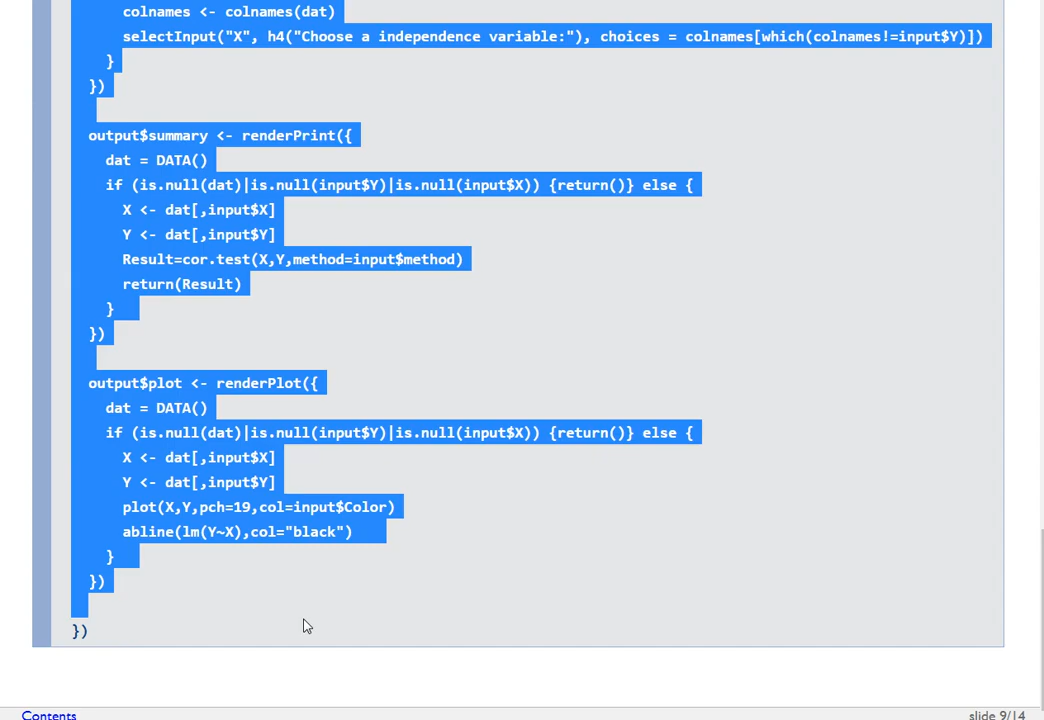 colnames <- colnames(dat)
selectInput("X", h4("Choose a independence variable:"), choices = colnames[which(colnames!=input$Y)])
}
})
output$summary <- renderPrint({
dat = DATA()
if (is.null(dat)|is.null(input$Y)|is.null(input$X)) {return()} else {
X <- dat[,input$X]
Y <- dat[,input$Y]
Result=cor.test(X,Y,method=input$method)
return(Result)
}
})
output$plot <- renderPlot({
dat = DATA()
if (is.null(dat)|is.null(input$Y)|is.null(input$X)) {return()} else {
X <- dat[,input$X]
Y <- dat[,input$Y]
plot(X,Y,pch=19,col=input$Color)
abline(lm(Y~X),col="black")
}
})
})
Contents
slide 9/14